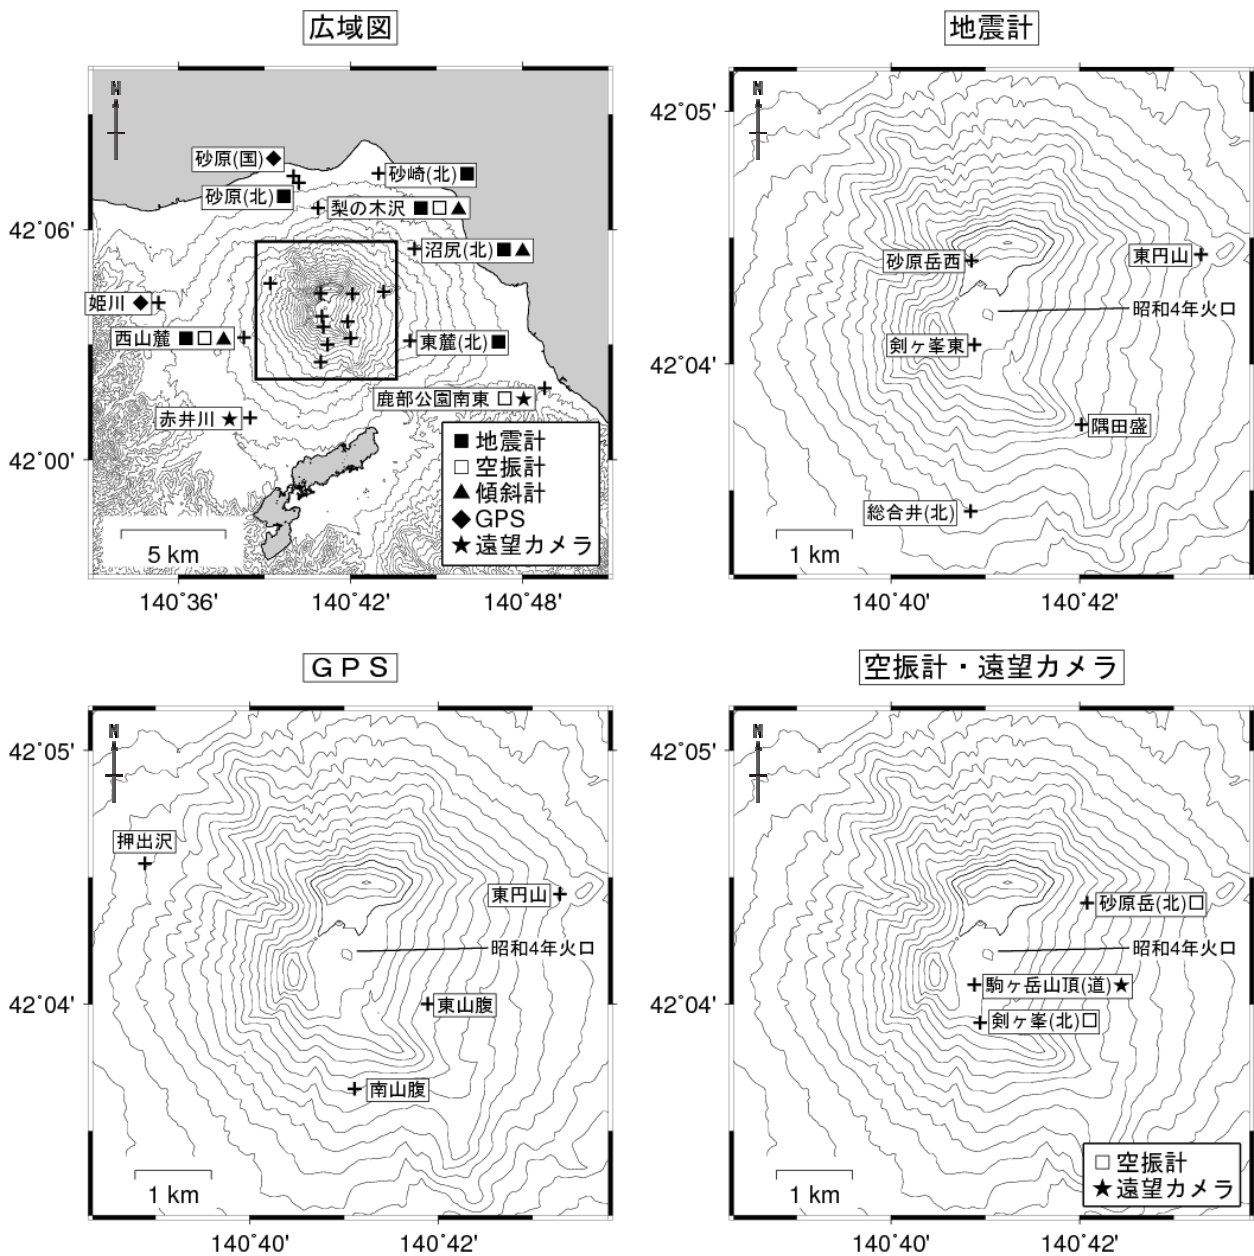 広域図
N
砂原(国)◆
砂原(北)■
砂崎(北)■
梨の木沢 ■□▲
沼尻(北)■▲
姫川 ◆
西山麓 ■□▲
東麓(北)■
鹿部公園南東 □★
赤井川 ★
■ 地震計
□ 空振計
▲ 傾斜計
◆ GPS
★ 遠望カメラ
5 km
42˚06'
42˚00'
140˚36'
140˚42'
140˚48'
地震計
N
42˚05'
42˚04'
砂原岳西
東円山
昭和4年火口
剣ヶ峯東
隅田盛
総合井(北)
1 km
140˚40'
140˚42'
GPS
N
42˚05'
42˚04'
押出沢
東円山
昭和4年火口
東山腹
南山腹
1 km
140˚40'
140˚42'
空振計・遠望カメラ
N
42˚05'
42˚04'
砂原岳(北)□
昭和4年火口
駒ヶ岳山頂(道)★
剣ヶ峯(北)□
□ 空振計
★ 遠望カメラ
1 km
140˚40'
140˚42'